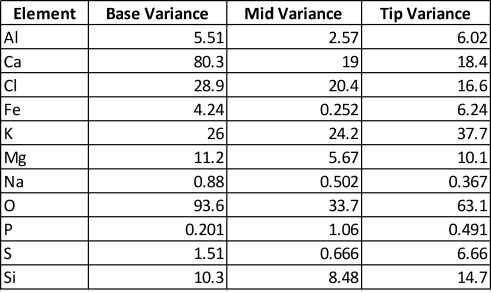 Element Base Variance Mid Variance Tip Variance
Al 5.51 2.57 6.02
Ca 80.3 19 18.4
Cl 28.9 20.4 16.6
Fe 4.24 0.252 6.24
K 26 24.2 37.7
Mg 11.2 5.67 10.1
Na 0.88 0.502 0.367
O 93.6 33.7 63.1
P 0.201 1.06 0.491
S 1.51 0.666 6.66
Si 10.3 8.48 14.7